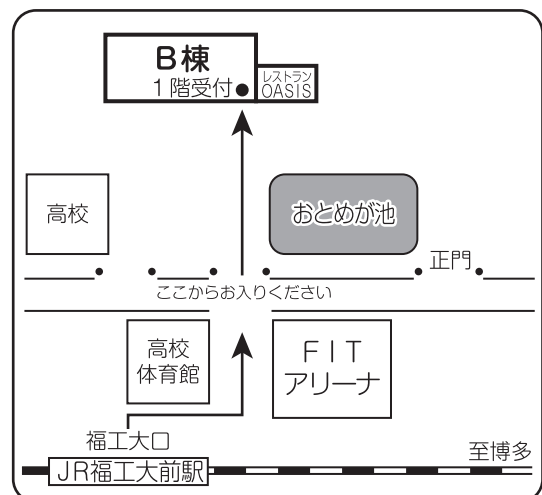 B棟
1階受付
レストラン
OASIS
高校
おとめが池
正門
ここからお入りください
高校
体育館
FIT
アリーナ
福工大口
至博多
JR福工大前駅